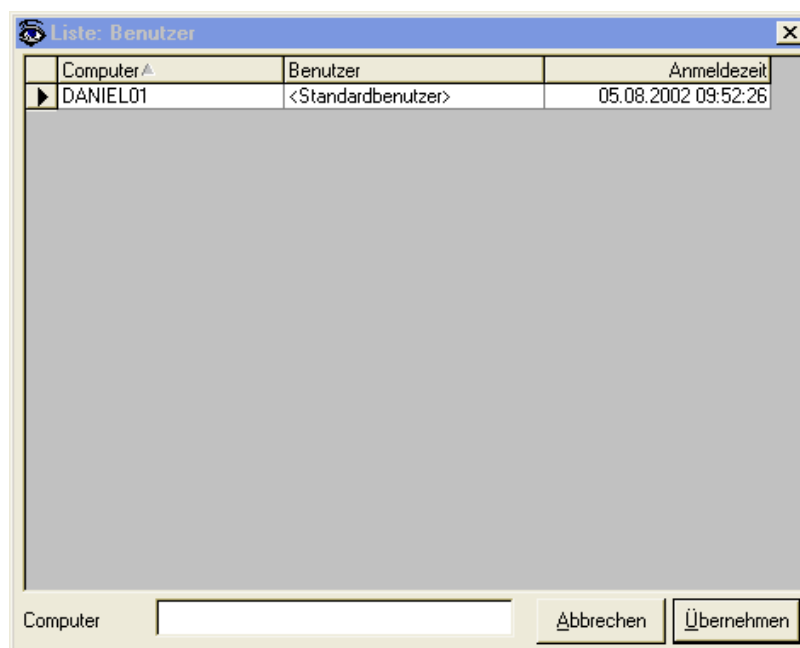 Liste: Benutzer
Computer Benutzer Anmeldezeit
DANIEL01 <Standardbenutzer> 05.08.2002 09:52:26
Computer Abbrechen Übernehmen